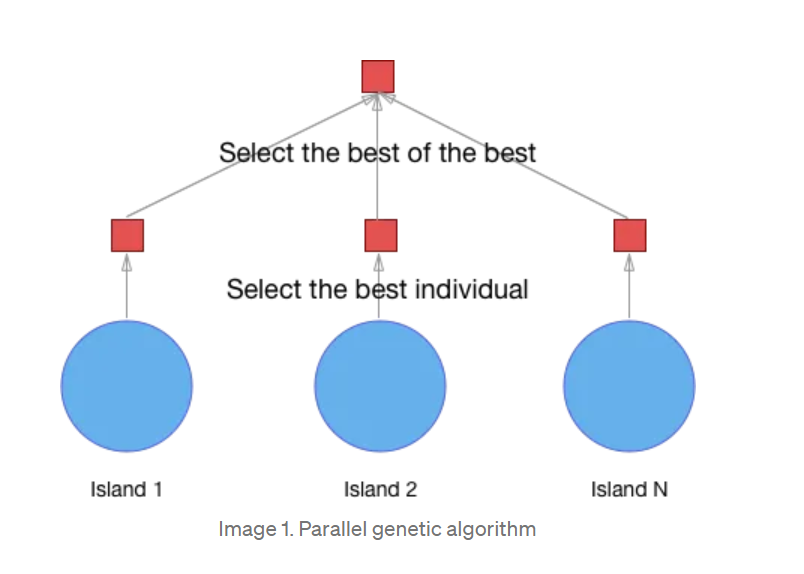 Select the best of the best
Select the best individual
Island 1
Island 2
Island N
Image 1. Parallel genetic algorithm